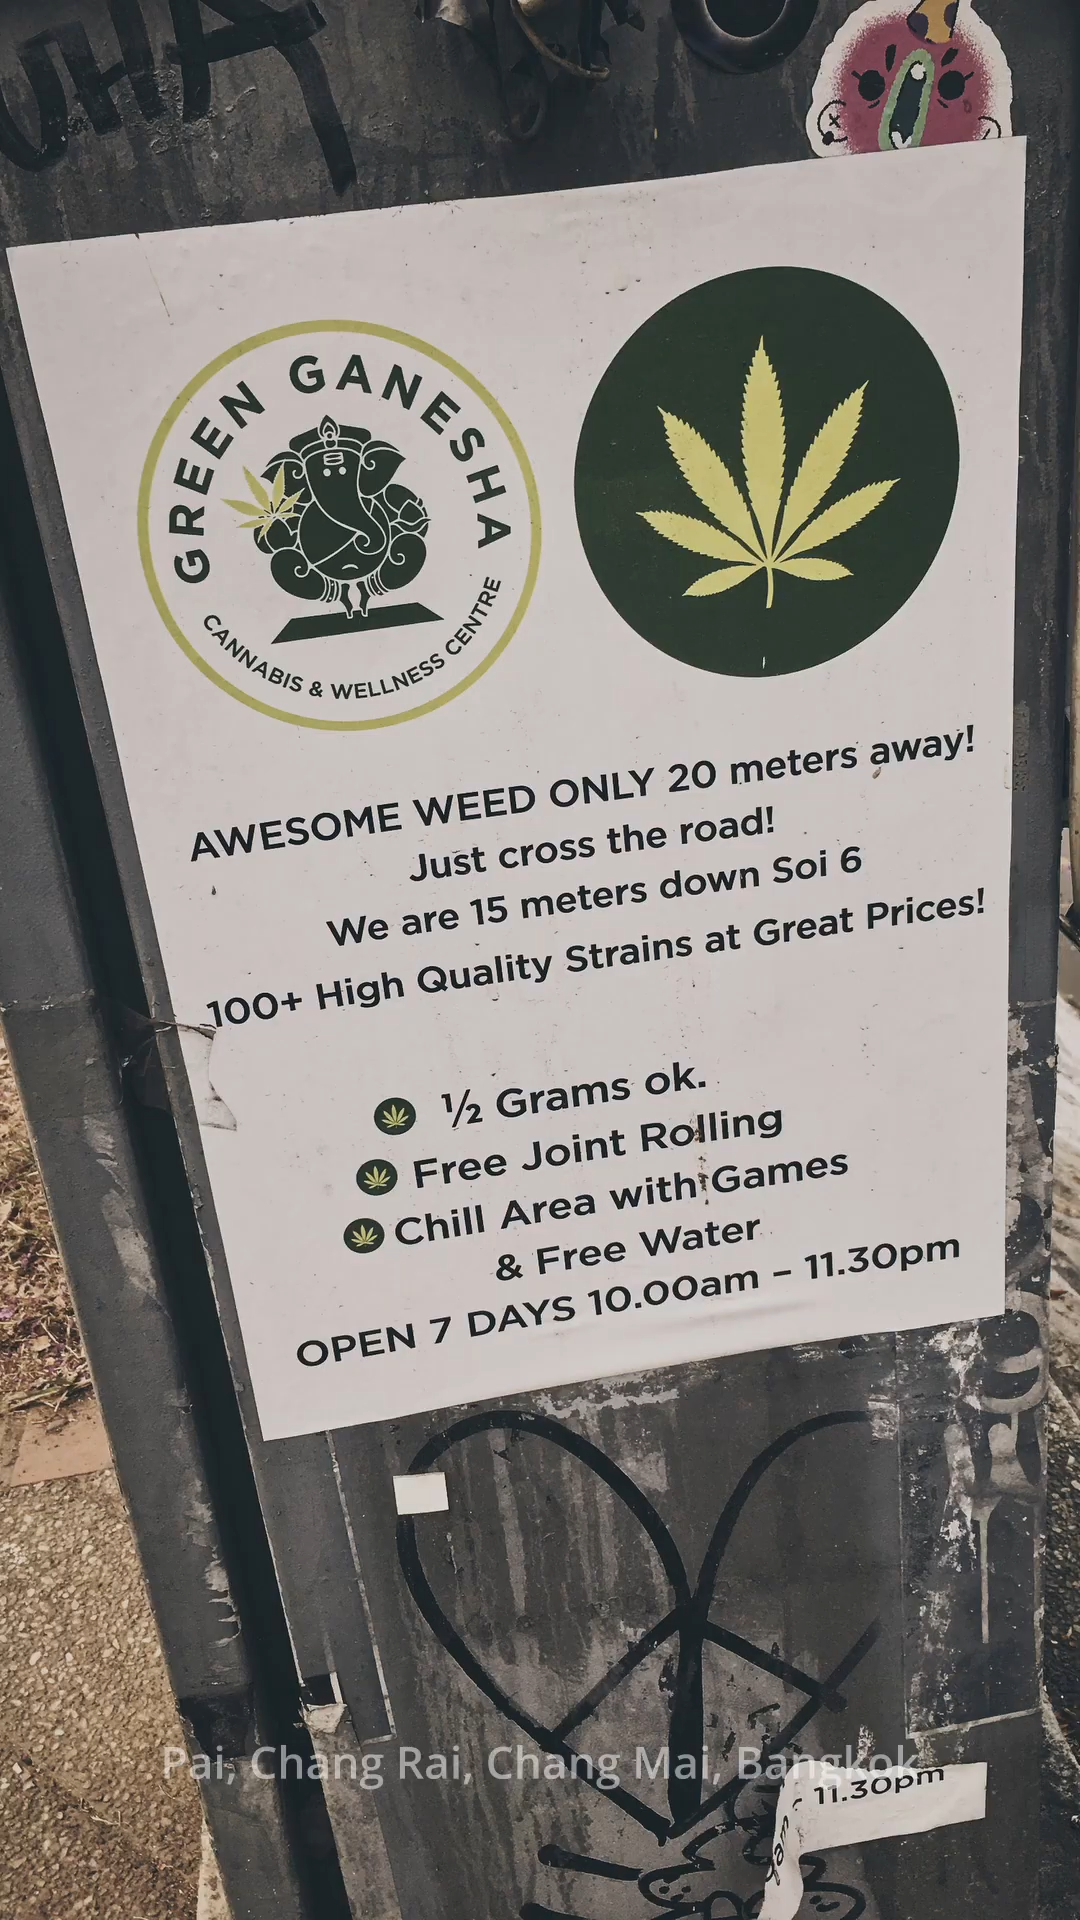 GREEN GANESHA
CANNABIS & WELLNESS CENTRE
AWESOME WEED ONLY 20 meters away!
Just cross the road!
We are 15 meters down Soi 6
100+ High Quality Strains at Great Prices!
½ Grams ok.
Free Joint Rolling
Chill Area with Games
& Free Water
OPEN 7 DAYS 10.00am – 11.30pm
Pai, Chang Rai, Chang Mai, Bangkok
11.30pm